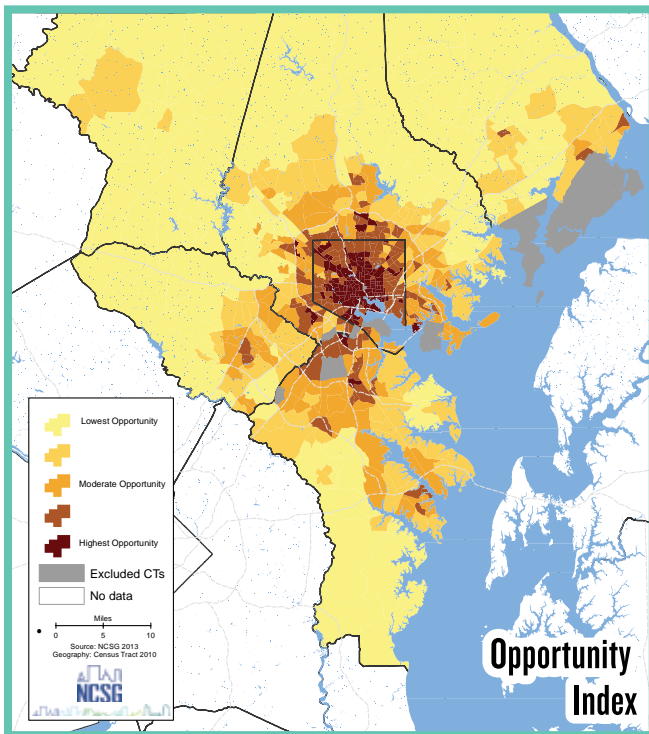 Lowest Opportunity
Moderate Opportunity
Highest Opportunity
Excluded CTs
No data
Miles
0 5 10
Source: NCSG 2013
Geography: Census Tract 2010
NCSG
Opportunity
Index